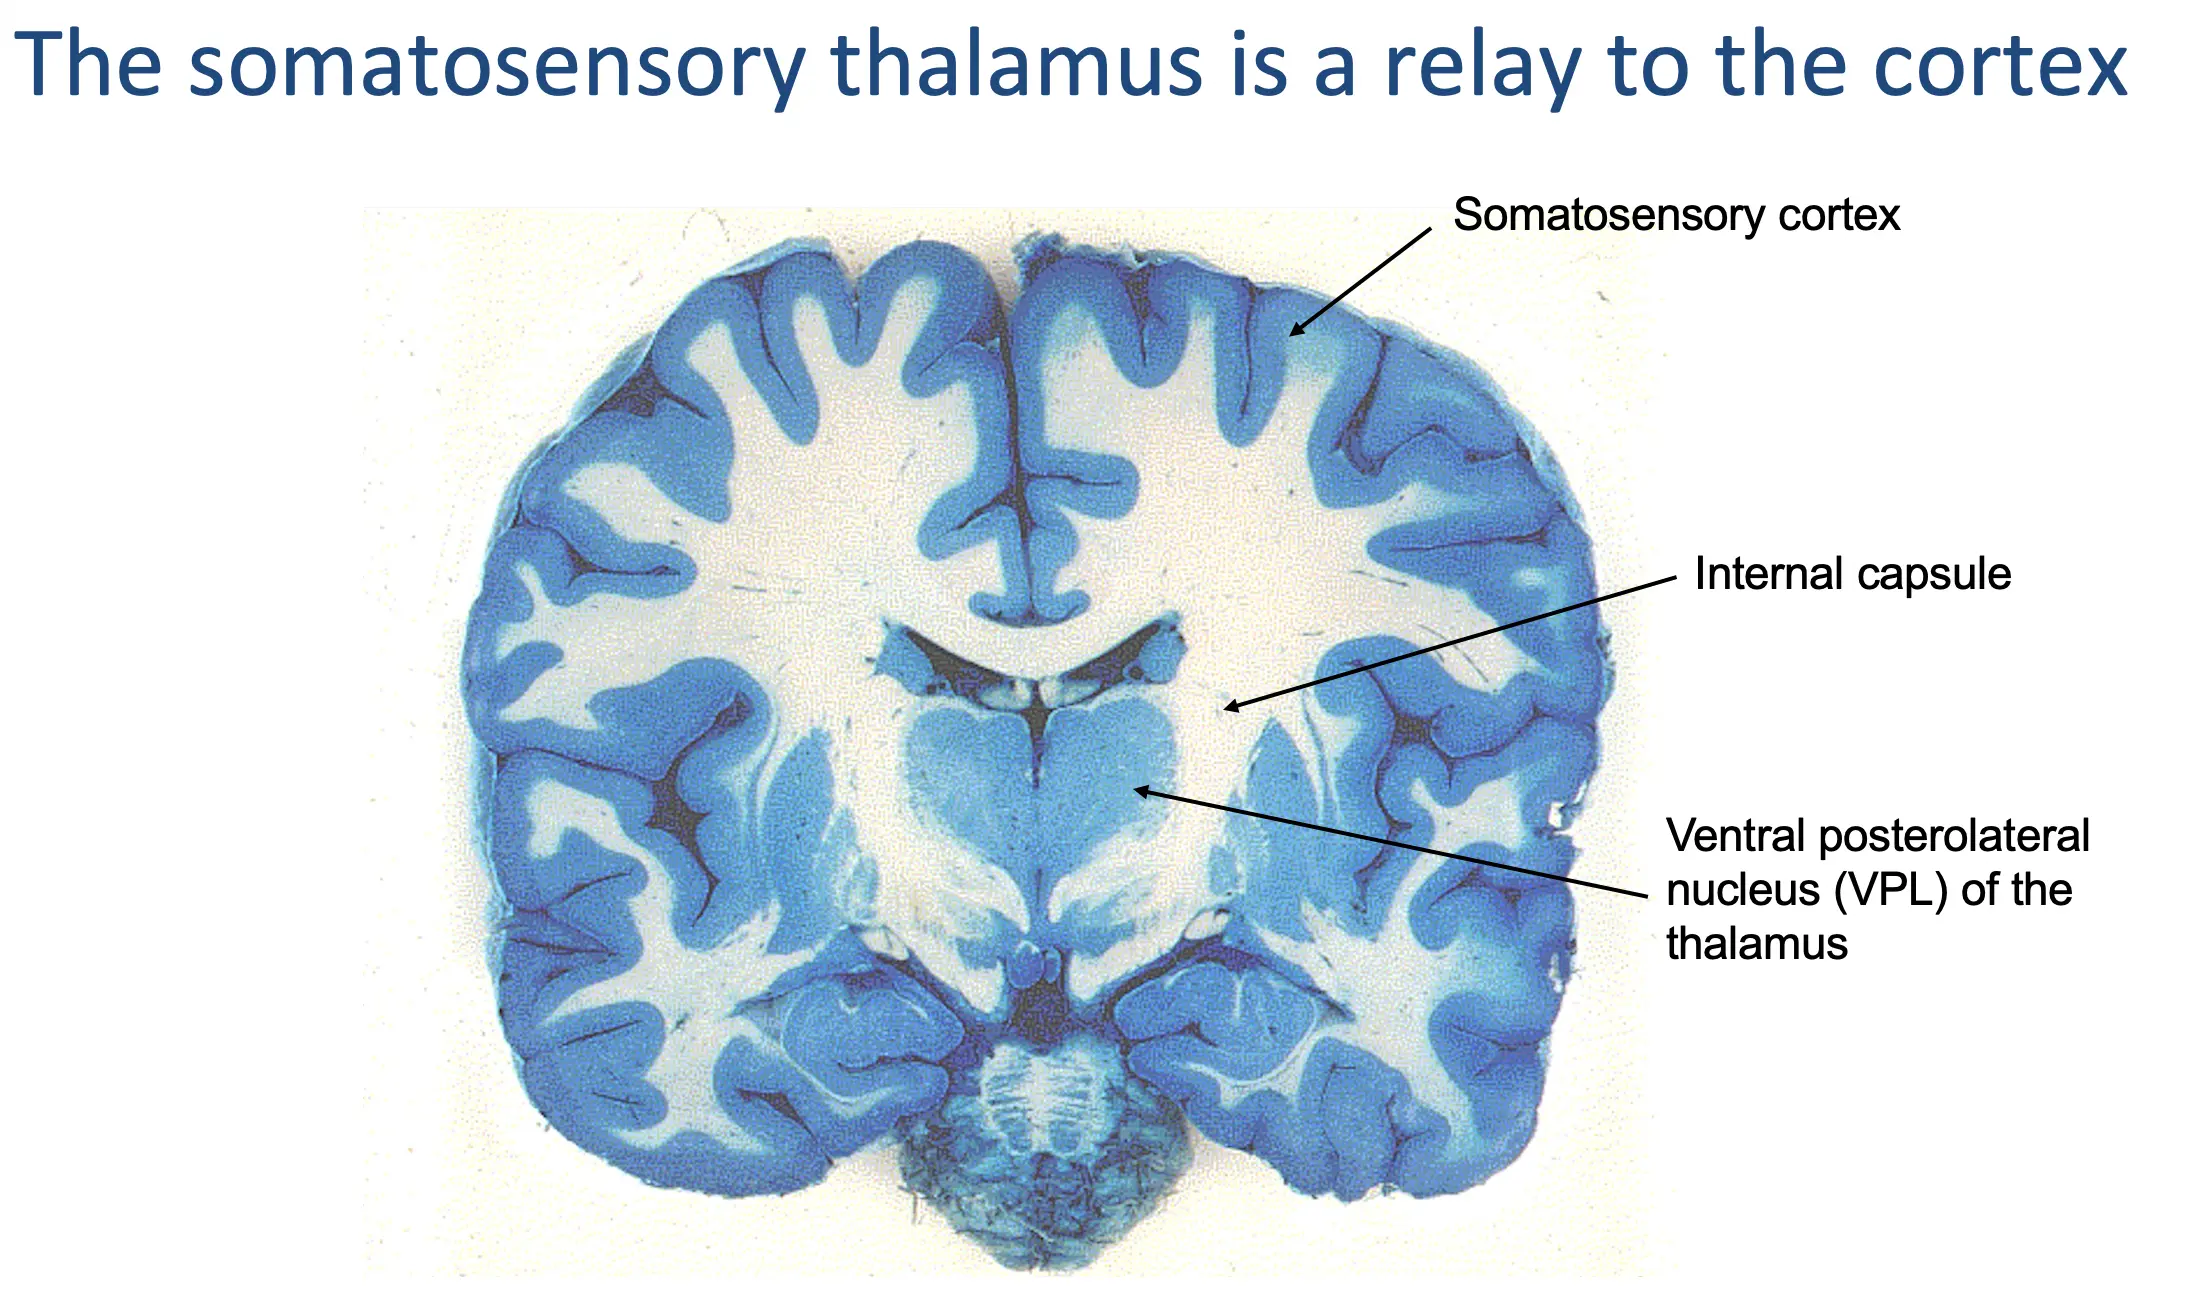 The somatosensory thalamus is a relay to the cortex
Somatosensory cortex
Internal capsule
Ventral posterolateral
nucleus (VPL) of the
thalamus